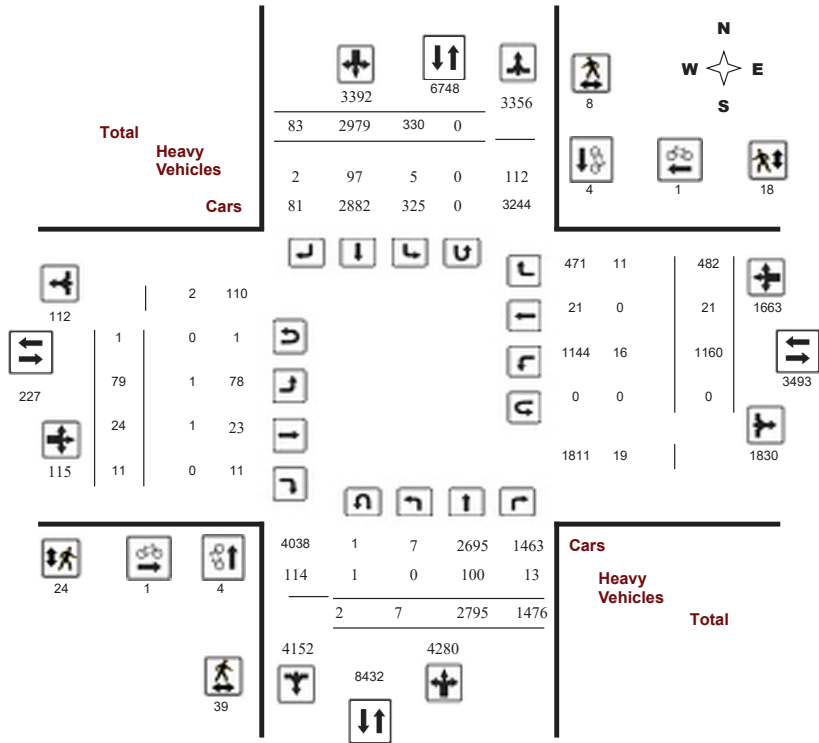 N
W E
S
3392 6748 3356 8
Total 83 2979 330 0
Heavy
Vehicles 2 97 5 0 112 4 1 18
Cars 81 2882 325 0 3244
471 11 482
112 2 110 21 0 21 1663
1 0 1
227 79 1 78 1144 16 1160 3493
0 0 0
24 1 23
115 11 0 11 1811 19 1830
4038 1 7 2695 1463 Cars
24 1 4 114 1 0 100 13 Heavy
Vehicles
2 7 2795 1476 Total
4152 4280
8432
39